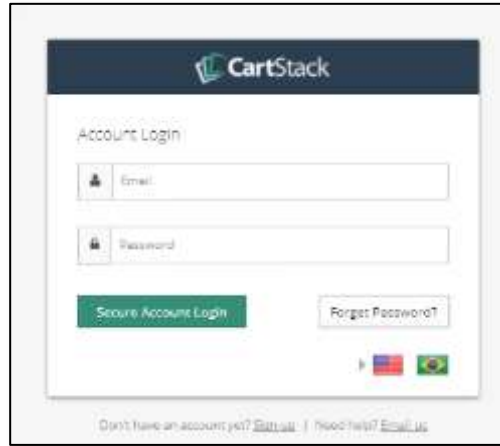 CartStack
Account Login
Email
Password
Secure Account Login
Forget Password?
Don't have an account yet? Sign up | Need help? Email us